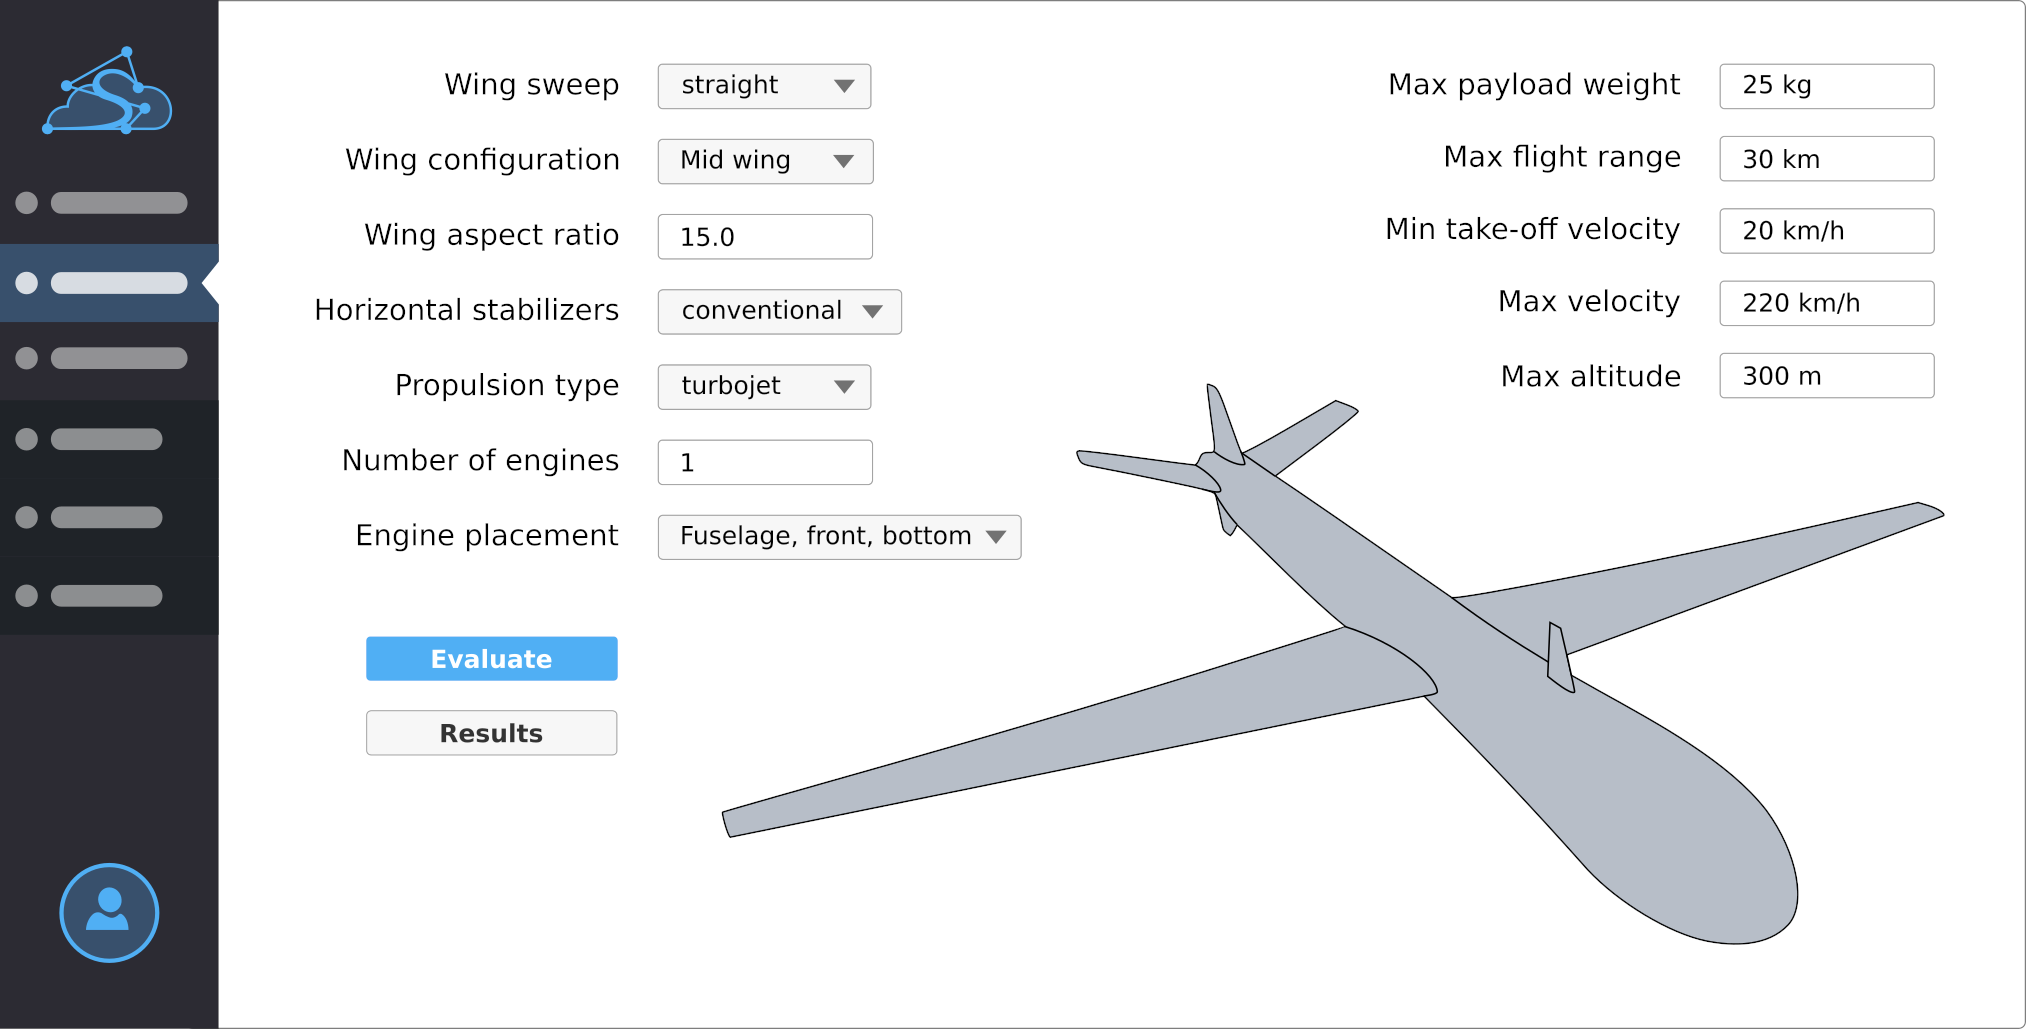 Wing sweep straight
Wing configuration Mid wing
Wing aspect ratio 15.0
Horizontal stabilizers conventional
Propulsion type turbojet
Number of engines 1
Engine placement Fuselage, front, bottom
Evaluate
Results
Max payload weight 25 kg
Max flight range 30 km
Min take-off velocity 20 km/h
Max velocity 220 km/h
Max altitude 300 m